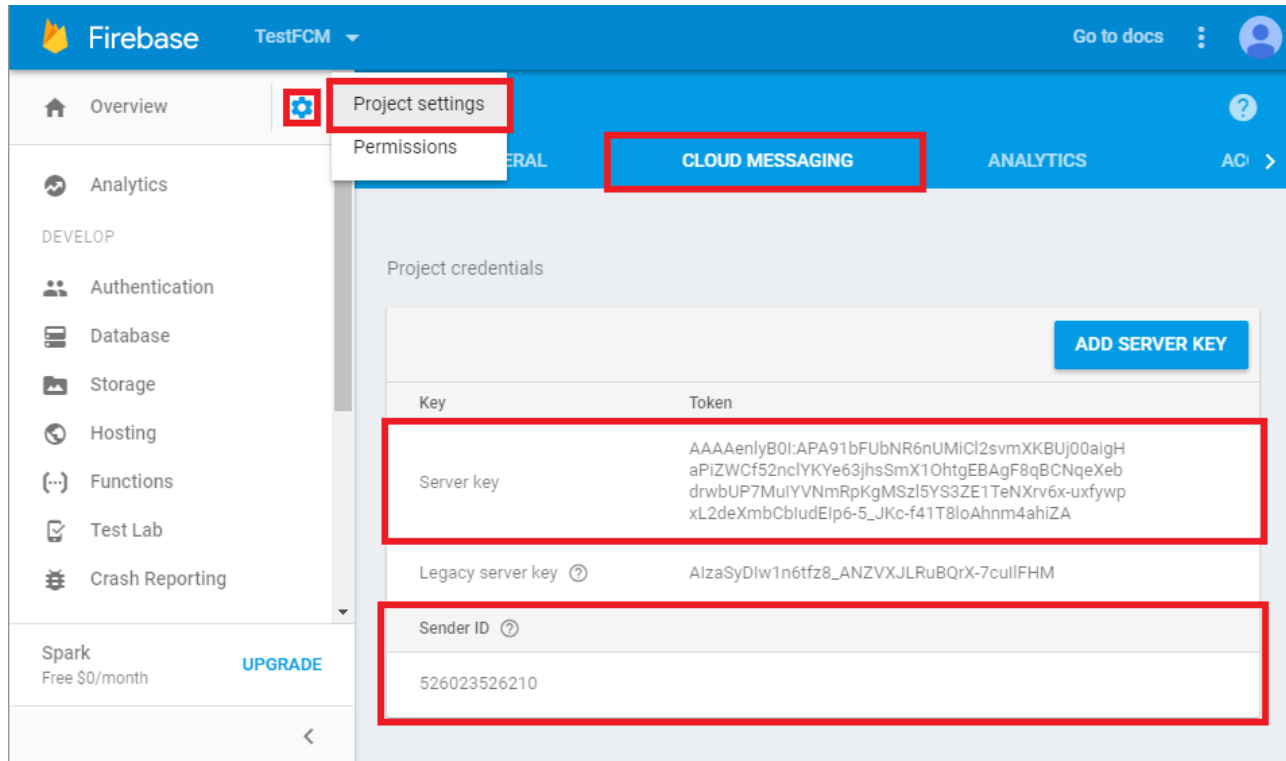 Firebase TestFCM Go to docs
Overview
Project settings
Permissions
ERAL CLOUD MESSAGING ANALYTICS AC
Analytics
DEVELOP
Authentication
Database
Storage
Hosting
Functions
Test Lab
Crash Reporting
Spark
Free $0/month
UPGRADE
Project credentials
ADD SERVER KEY
Key Token
Server key
AAAAenlyB0I:APA91bFUbNR6nUMiCl2svmXKBUj00aigH
aPiZWCf52nclYKYe63jhsSmX1OhtgEBAgF8qBCNqeXeb
drwbUP7MuIYVNmRpKgMSzl5YS3ZE1TeNXrv6x-uxfywp
xL2deXmbCbIudEIp6-5_JKc-f41T8loAhnm4ahiZA
Legacy server key AIzaSyDIw1n6tfz8_ANZVXJLRuBQrX-7cuIlFHM
Sender ID
526023526210